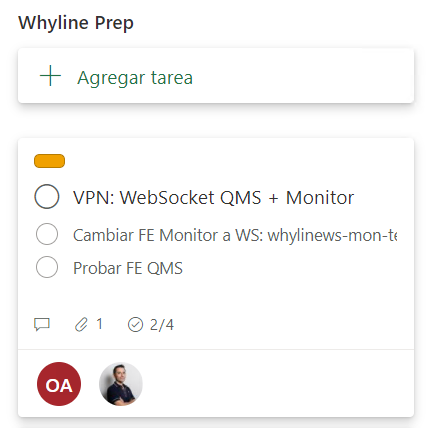 Whyline Prep
Agregar tarea
VPN: WebSocket QMS + Monitor
Cambiar FE Monitor a WS: whylinews-mon-te
Probar FE QMS
1 2/4
OA